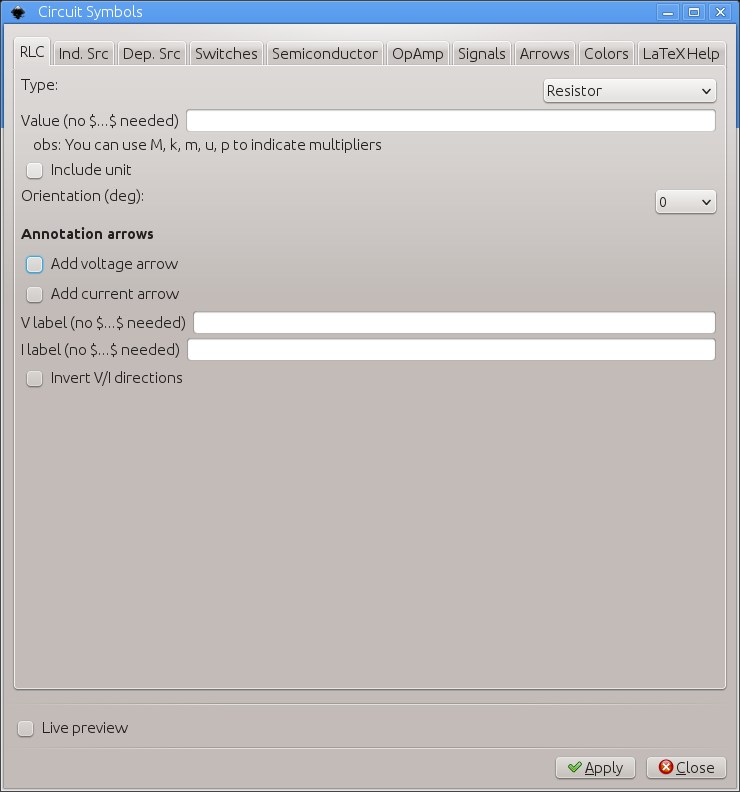 Circuit Symbols
RLC Ind. Src Dep. Src Switches Semiconductor OpAmp Signals Arrows Colors LaTeXHelp
Type: Resistor
Value (no $...$ needed)
obs: You can use M, k, m, u, p to indicate multipliers
Include unit
Orientation (deg): 0
Annotation arrows
Add voltage arrow
Add current arrow
V label (no $...$ needed)
I label (no $...$ needed)
Invert V/I directions
Live preview
Apply Close